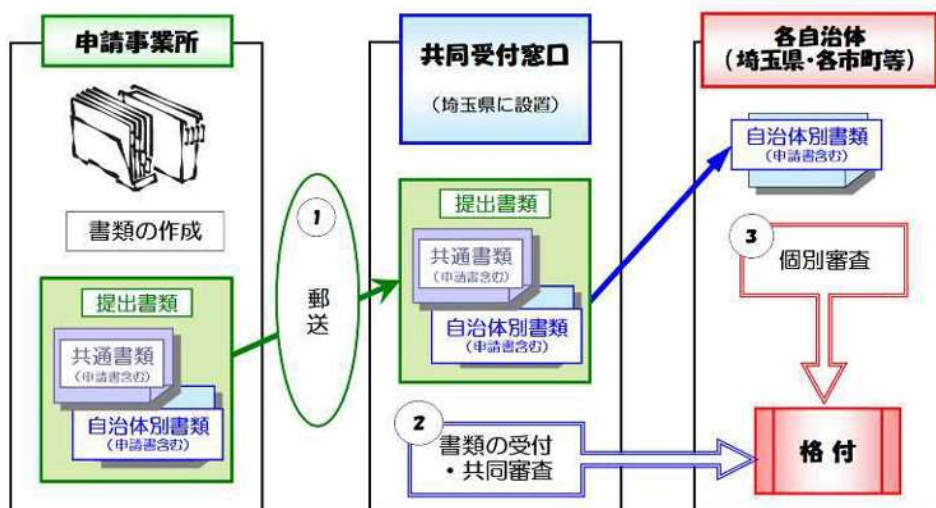 申請事業所
書類の作成
提出書類
共通書類
(申請書含む)
自治体別書類
(申請書含む)
1
郵送
共同受付窓口
(埼玉県に設置)
提出書類
共通書類
(申請書含む)
自治体別書類
(申請書含む)
2
書類の受付
・共同審査
各自治体
(埼玉県・各市町等)
自治体別書類
(申請書含む)
3
個別審査
格付